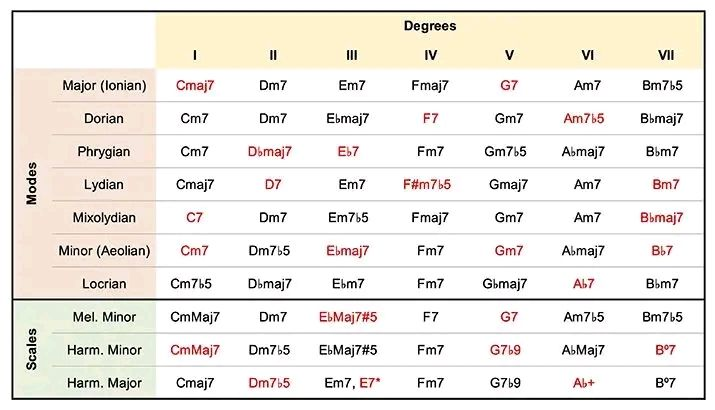 Degrees
I II III IV V VI VII
Modes
Major (Ionian) Cmaj7 Dm7 Em7 Fmaj7 G7 Am7 Bm7♭5
Dorian Cm7 Dm7 E♭maj7 F7 Gm7 Am7♭5 B♭maj7
Phrygian Cm7 D♭maj7 E♭7 Fm7 Gm7♭5 A♭maj7 B♭m7
Lydian Cmaj7 D7 Em7 F#m7♭5 Gmaj7 Am7 Bm7
Mixolydian C7 Dm7 Em7♭5 Fmaj7 Gm7 Am7 B♭maj7
Minor (Aeolian) Cm7 Dm7♭5 E♭maj7 Fm7 Gm7 A♭maj7 B♭7
Locrian Cm7♭5 D♭maj7 E♭m7 Fm7 G♭maj7 A♭7 B♭m7
Scales
Mel. Minor CmMaj7 Dm7 E♭Maj7#5 F7 G7 Am7♭5 Bm7♭5
Harm. Minor CmMaj7 Dm7♭5 E♭Maj7#5 Fm7 G7♭9 A♭Maj7 Bº7
Harm. Major Cmaj7 Dm7♭5 Em7, E7* Fm7 G7♭9 A♭+ Bº7